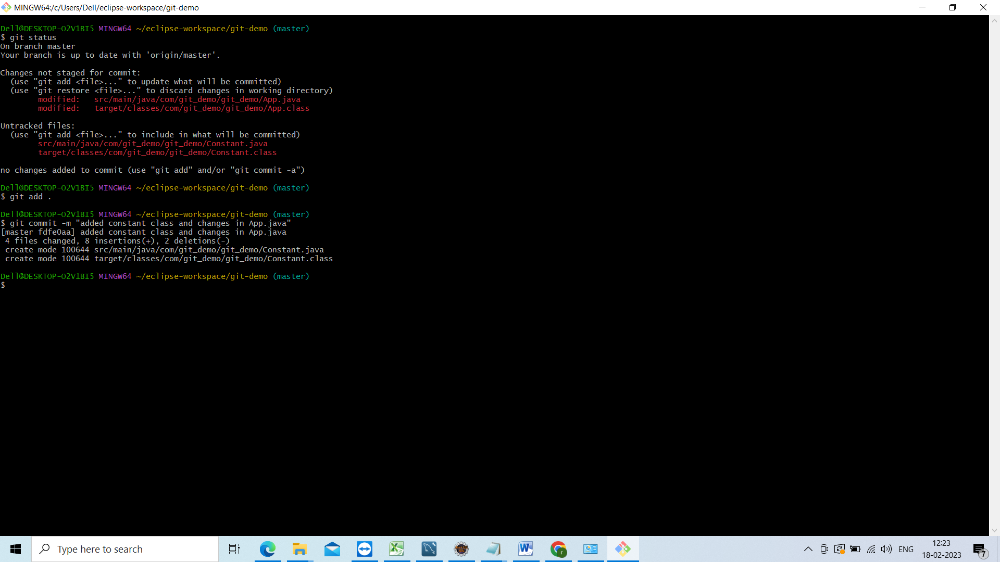 MINGW64:/c/Users/Dell/eclipse-workspace/git-demo
Dell@DESKTOP-O2V1BI5 MINGW64 ~/eclipse-workspace/git-demo (master)
$ git status
On branch master
Your branch is up to date with 'origin/master'.
Changes not staged for commit:
(use "git add <file>..." to update what will be committed)
(use "git restore <file>..." to discard changes in working directory)
modified: src/main/java/com/git_demo/git_demo/App.java
modified: target/classes/com/git_demo/git_demo/App.class
Untracked files:
(use "git add <file>..." to include in what will be committed)
src/main/java/com/git_demo/git_demo/Constant.java
target/classes/com/git_demo/git_demo/Constant.class
no changes added to commit (use "git add" and/or "git commit -a")
Dell@DESKTOP-O2V1BI5 MINGW64 ~/eclipse-workspace/git-demo (master)
$ git add .
Dell@DESKTOP-O2V1BI5 MINGW64 ~/eclipse-workspace/git-demo (master)
$ git commit -m "added constant class and changes in App.java"
[master fdfe0aa] added constant class and changes in App.java
4 files changed, 8 insertions(+), 2 deletions(-)
create mode 100644 src/main/java/com/git_demo/git_demo/Constant.java
create mode 100644 target/classes/com/git_demo/git_demo/Constant.class
Dell@DESKTOP-O2V1BI5 MINGW64 ~/eclipse-workspace/git-demo (master)
$
Type here to search
ENG
12:23
18-02-2023
7